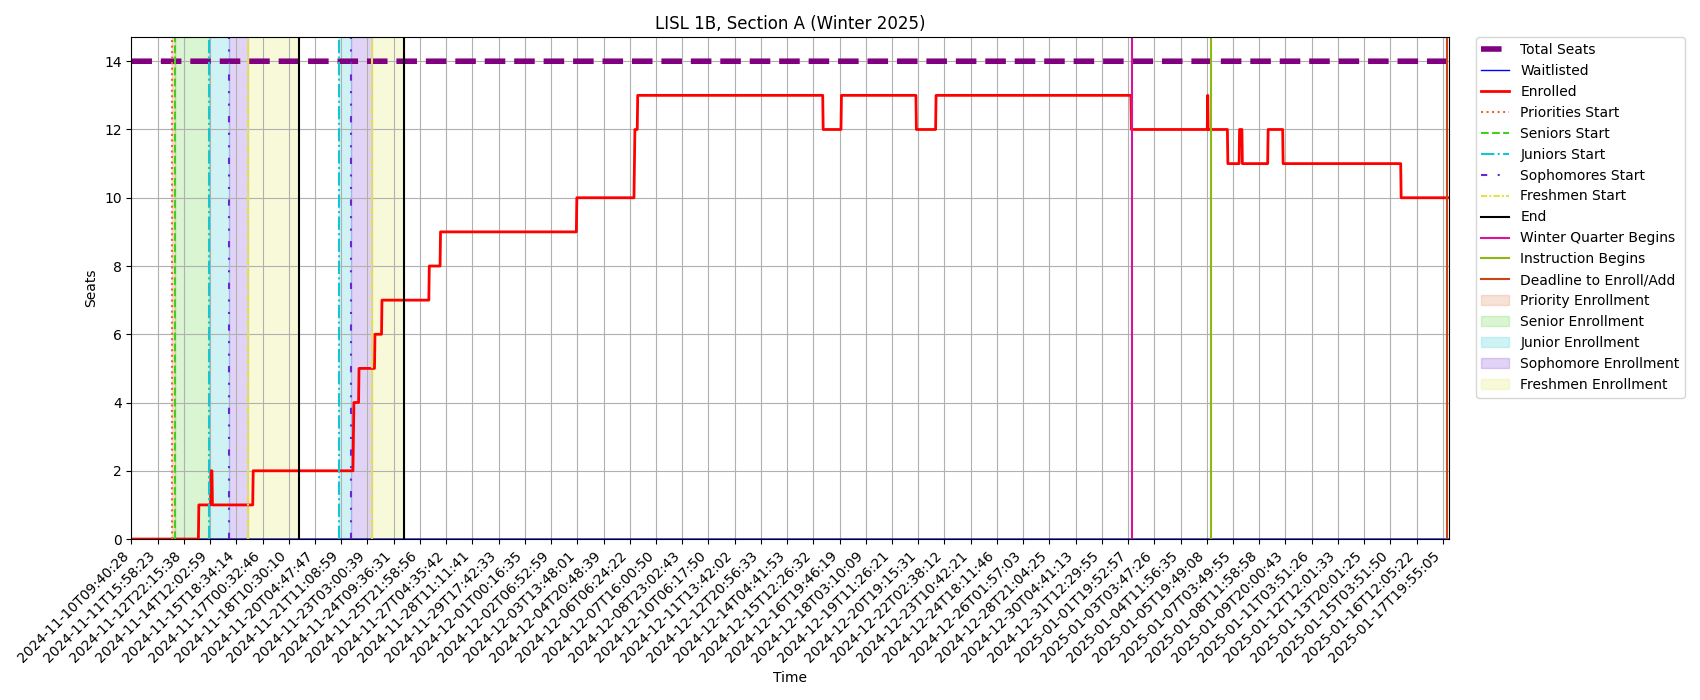 LISL 1B, Section A (Winter 2025)
Seats
14
12
10
8
6
4
2
0
2024-11-10T09:40:28
2024-11-11T15:58:23
2024-11-12T22:15:38
2024-11-14T12:02:59
2024-11-15T18:34:14
2024-11-17T00:32:46
2024-11-18T10:30:10
2024-11-20T04:47:47
2024-11-21T11:08:59
2024-11-23T03:00:39
2024-11-24T09:36:31
2024-11-25T21:58:56
2024-11-27T04:35:42
2024-11-28T11:11:41
2024-11-29T17:42:33
2024-12-01T00:16:35
2024-12-02T06:52:59
2024-12-03T13:48:01
2024-12-04T20:48:39
2024-12-06T06:24:22
2024-12-07T16:00:50
2024-12-08T23:02:45
2024-12-10T06:17:50
2024-12-11T13:42:02
2024-12-12T20:56:33
2024-12-14T04:41:53
2024-12-15T12:26:32
2024-12-16T19:46:19
2024-12-18T03:10:09
2024-12-19T11:26:21
2024-12-20T19:15:31
2024-12-22T02:38:12
2024-12-23T10:42:21
2024-12-24T18:11:46
2024-12-26T01:57:03
2024-12-28T21:04:25
2024-12-30T04:41:13
2024-12-31T12:29:55
2025-01-01T19:52:57
2025-01-03T03:47:26
2025-01-04T11:56:35
2025-01-05T19:49:08
2025-01-07T03:49:55
2025-01-08T11:58:58
2025-01-09T20:00:43
2025-01-11T03:51:26
2025-01-12T12:01:33
2025-01-13T20:01:25
2025-01-15T03:51:50
2025-01-16T12:05:22
2025-01-17T19:55:05
Time
Total Seats
Waitlisted
Enrolled
Priorities Start
Seniors Start
Juniors Start
Sophomores Start
Freshmen Start
End
Winter Quarter Begins
Instruction Begins
Deadline to Enroll/Add
Priority Enrollment
Senior Enrollment
Junior Enrollment
Sophomore Enrollment
Freshmen Enrollment